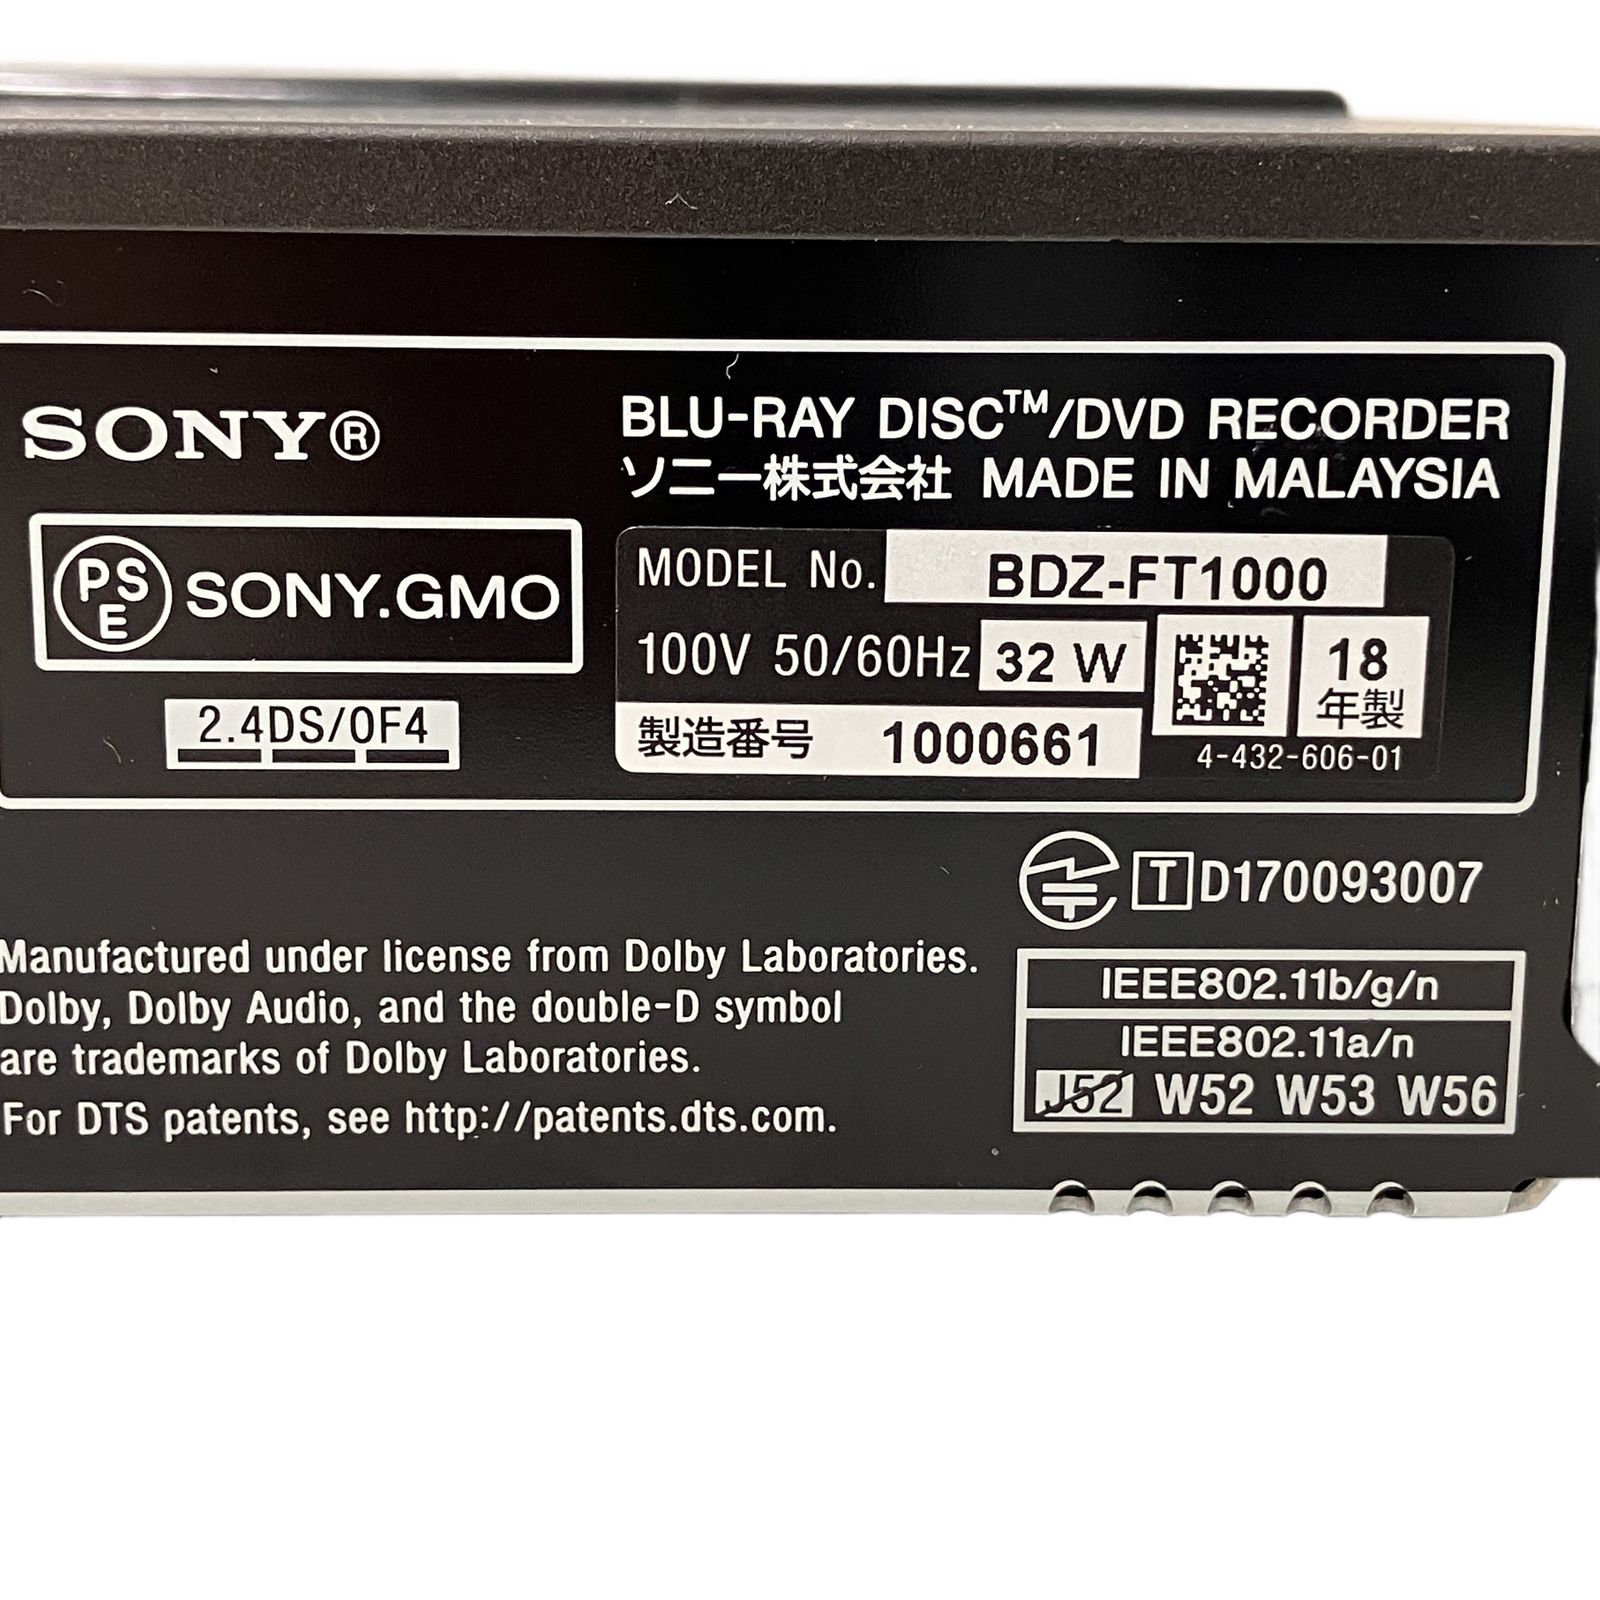 SONY®
BLU-RAY DISC™/DVD RECORDER
ソニー株式会社 MADE IN MALAYSIA
PSE SONY.GMO
2.4DS/OF4
MODEL No. BDZ-FT1000
100V 50/60Hz 32 W
18
年製
製造番号 1000661
4-432-606-01
T D170093007
Manufactured under license from Dolby Laboratories.
Dolby, Dolby Audio, and the double-D symbol
are trademarks of Dolby Laboratories.
For DTS patents, see http://patents.dts.com.
IEEE802.11b/g/n
IEEE802.11a/n
J52 W52 W53 W56